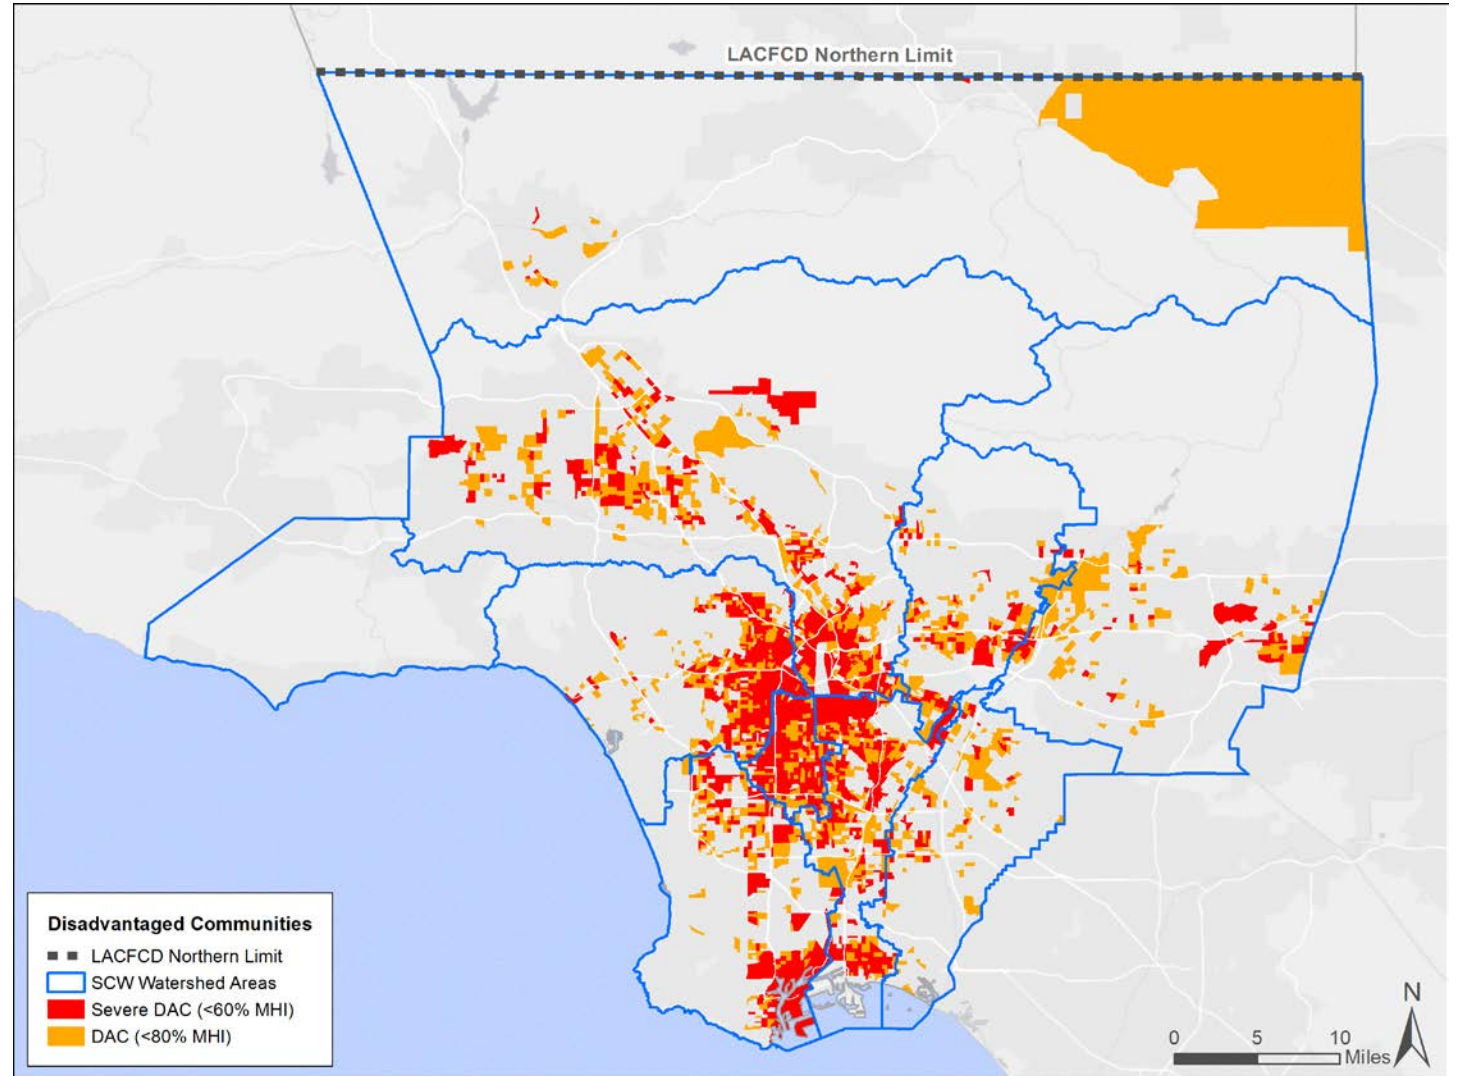 LACFCD Northern Limit
Disadvantaged Communities
LACFCD Northern Limit
SCW Watershed Areas
Severe DAC (<60% MHI)
DAC (<80% MHI)
N
0 5 10
Miles